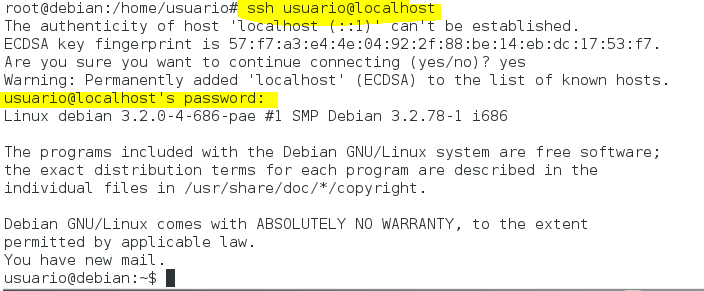 root@debian:/home/usuario# ssh usuario@localhost
The authenticity of host 'localhost (::1)' can't be established.
ECDSA key fingerprint is 57:f7:a3:e4:4e:04:92:2f:88:be:14:eb:dc:17:53:f7.
Are you sure you want to continue connecting (yes/no)? yes
Warning: Permanently added 'localhost' (ECDSA) to the list of known hosts.
usuario@localhost's password:
Linux debian 3.2.0-4-686-pae #1 SMP Debian 3.2.78-1 i686
The programs included with the Debian GNU/Linux system are free software;
the exact distribution terms for each program are described in the
individual files in /usr/share/doc/*/copyright.
Debian GNU/Linux comes with ABSOLUTELY NO WARRANTY, to the extent
permitted by applicable law.
You have new mail.
usuario@debian:~$